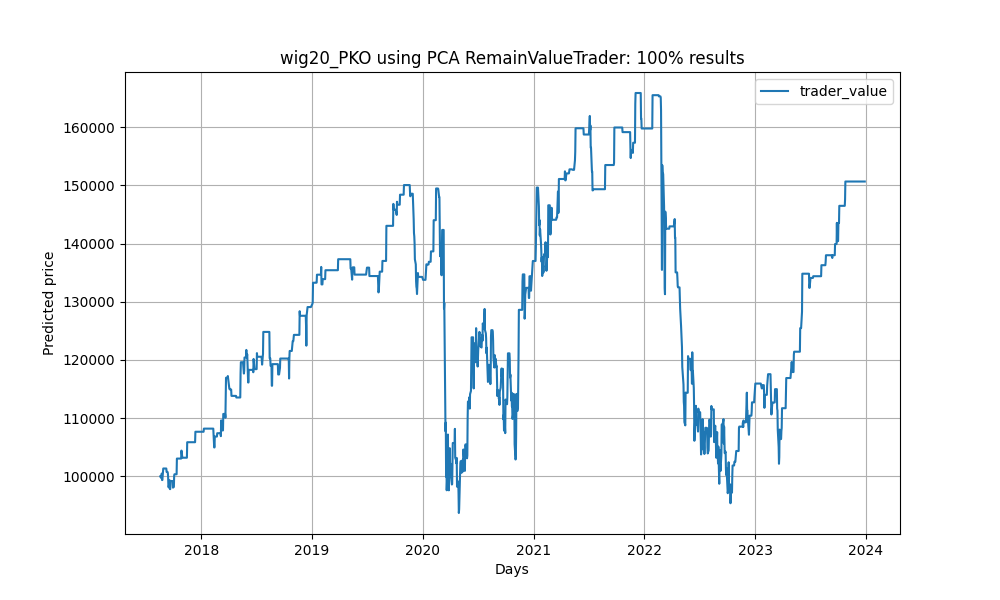 wig20_PKO using PCA RemainValueTrader: 100% results
trader_value
160000
150000
140000
130000
120000
110000
100000
Predicted price
2018 2019 2020 2021 2022 2023 2024
Days